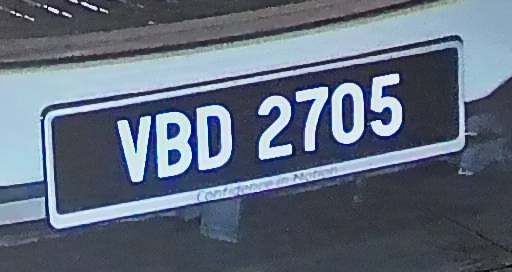 VBD 2705
Confidence in Motion